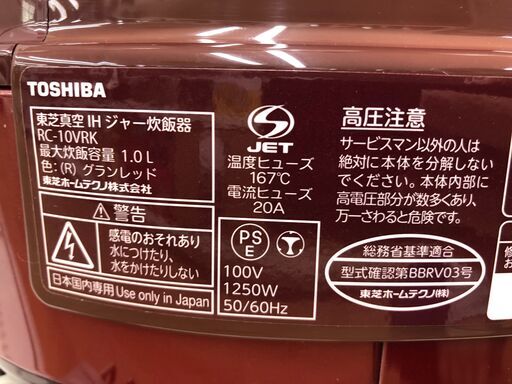 TOSHIBA
東芝真空IHジャー炊飯器
RC-10VRK
最大炊飯容量 1.0L
色:(R) グランレッド
東芝ホームテクノ株式会社
警告
感電のおそれあり
水につけたり、
水をかけたりしない
日本国内専用 Use only in JAPAN
S
JET
温度ヒューズ
167℃
電流ヒューズ
20A
PS
E
100V
1250W
50/60Hz
高圧注意
サービスマン以外の人は
絶対に本体を分解しない
でください。本体内部に
高電圧部分が数多くあり、
万一さわると危険です。
総務省基準適合
型式確認第BBRV03号
東芝ホームテクノ(株)